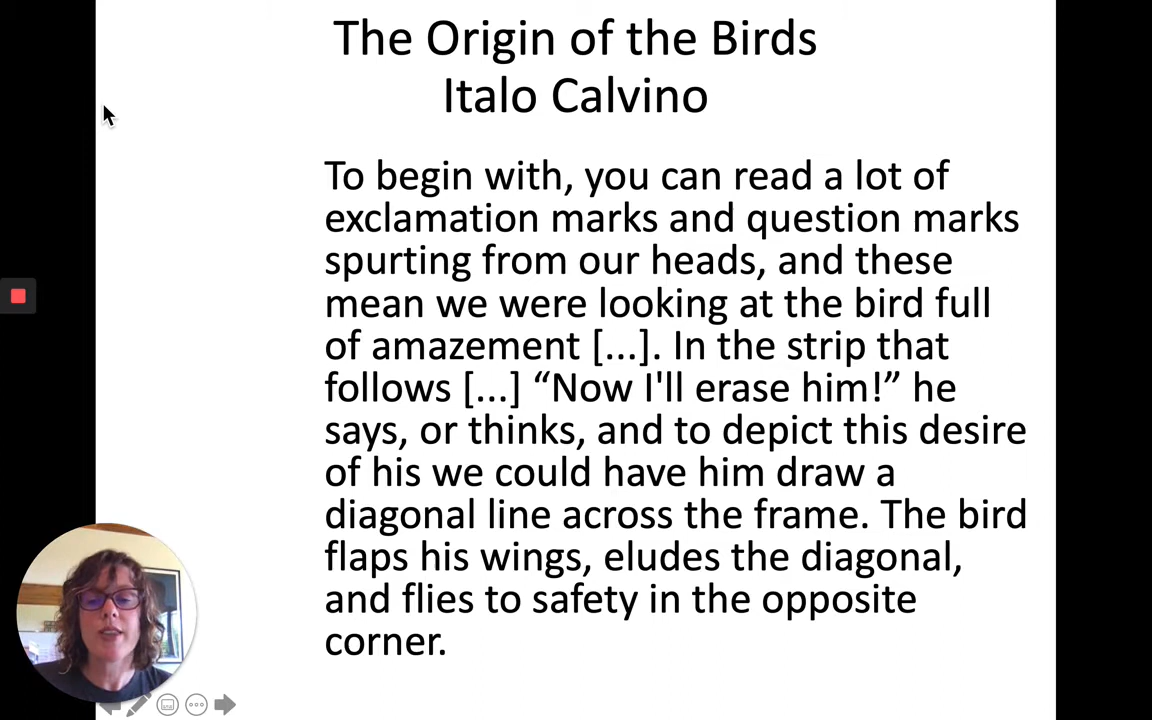 The Origin of the Birds
Italo Calvino
To begin with, you can read a lot of
exclamation marks and question marks
spurting from our heads, and these
mean we were looking at the bird full
of amazement [...]. In the strip that
follows [...] “Now I'll erase him!” he
says, or thinks, and to depict this desire
of his we could have him draw a
diagonal line across the frame. The bird
flaps his wings, eludes the diagonal,
and flies to safety in the opposite
corner.